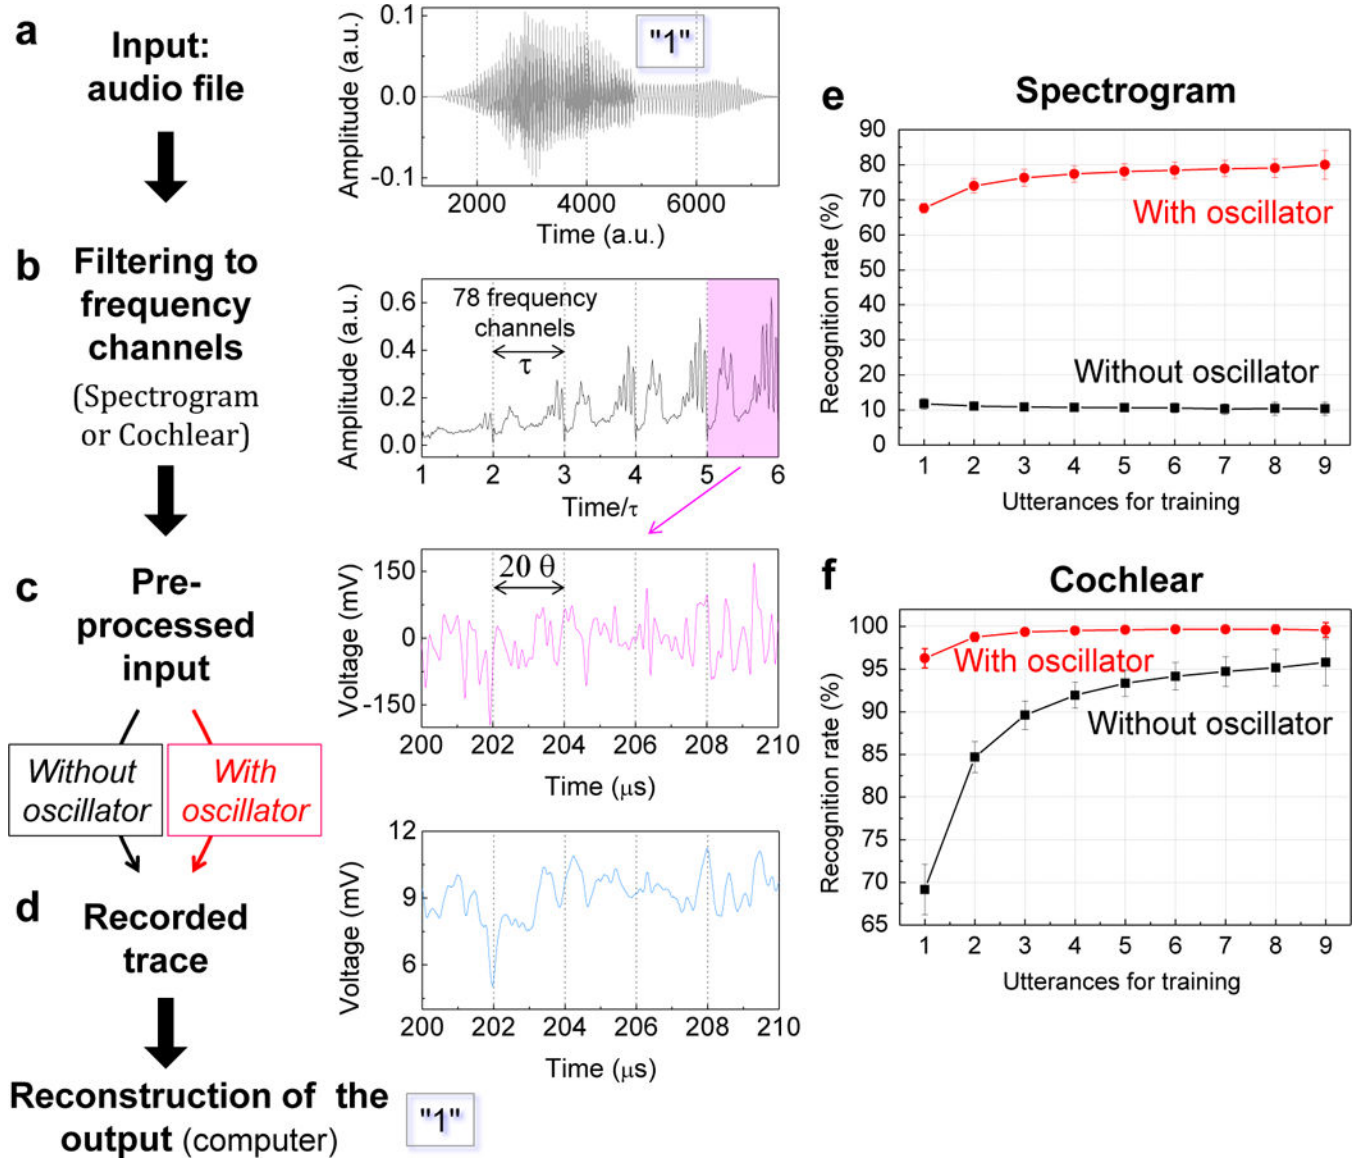 a
Input:
audio file
Amplitude (a.u.)
0.1
0.0
-0.1
"1"
2000 4000 6000
Time (a.u.)
b
Filtering to
frequency
channels
(Spectrogram
or Cochlear)
Amplitude (a.u.)
0.6
0.4
0.2
0.0
78 frequency
channels
τ
1 2 3 4 5 6
Time/τ
c
Pre-
processed
input
Voltage (mV)
150
0
-150
20 θ
200 202 204 206 208 210
Time (μs)
Without
oscillator
With
oscillator
d
Recorded
trace
Voltage (mV)
12
9
6
200 202 204 206 208 210
Time (μs)
Reconstruction of the
output (computer)
"1"
e
Spectrogram
Recognition rate (%)
90
80
70
60
50
40
30
20
10
0
With oscillator
Without oscillator
1 2 3 4 5 6 7 8 9
Utterances for training
f
Cochlear
Recognition rate (%)
100
95
90
85
80
75
70
65
With oscillator
Without oscillator
1 2 3 4 5 6 7 8 9
Utterances for training